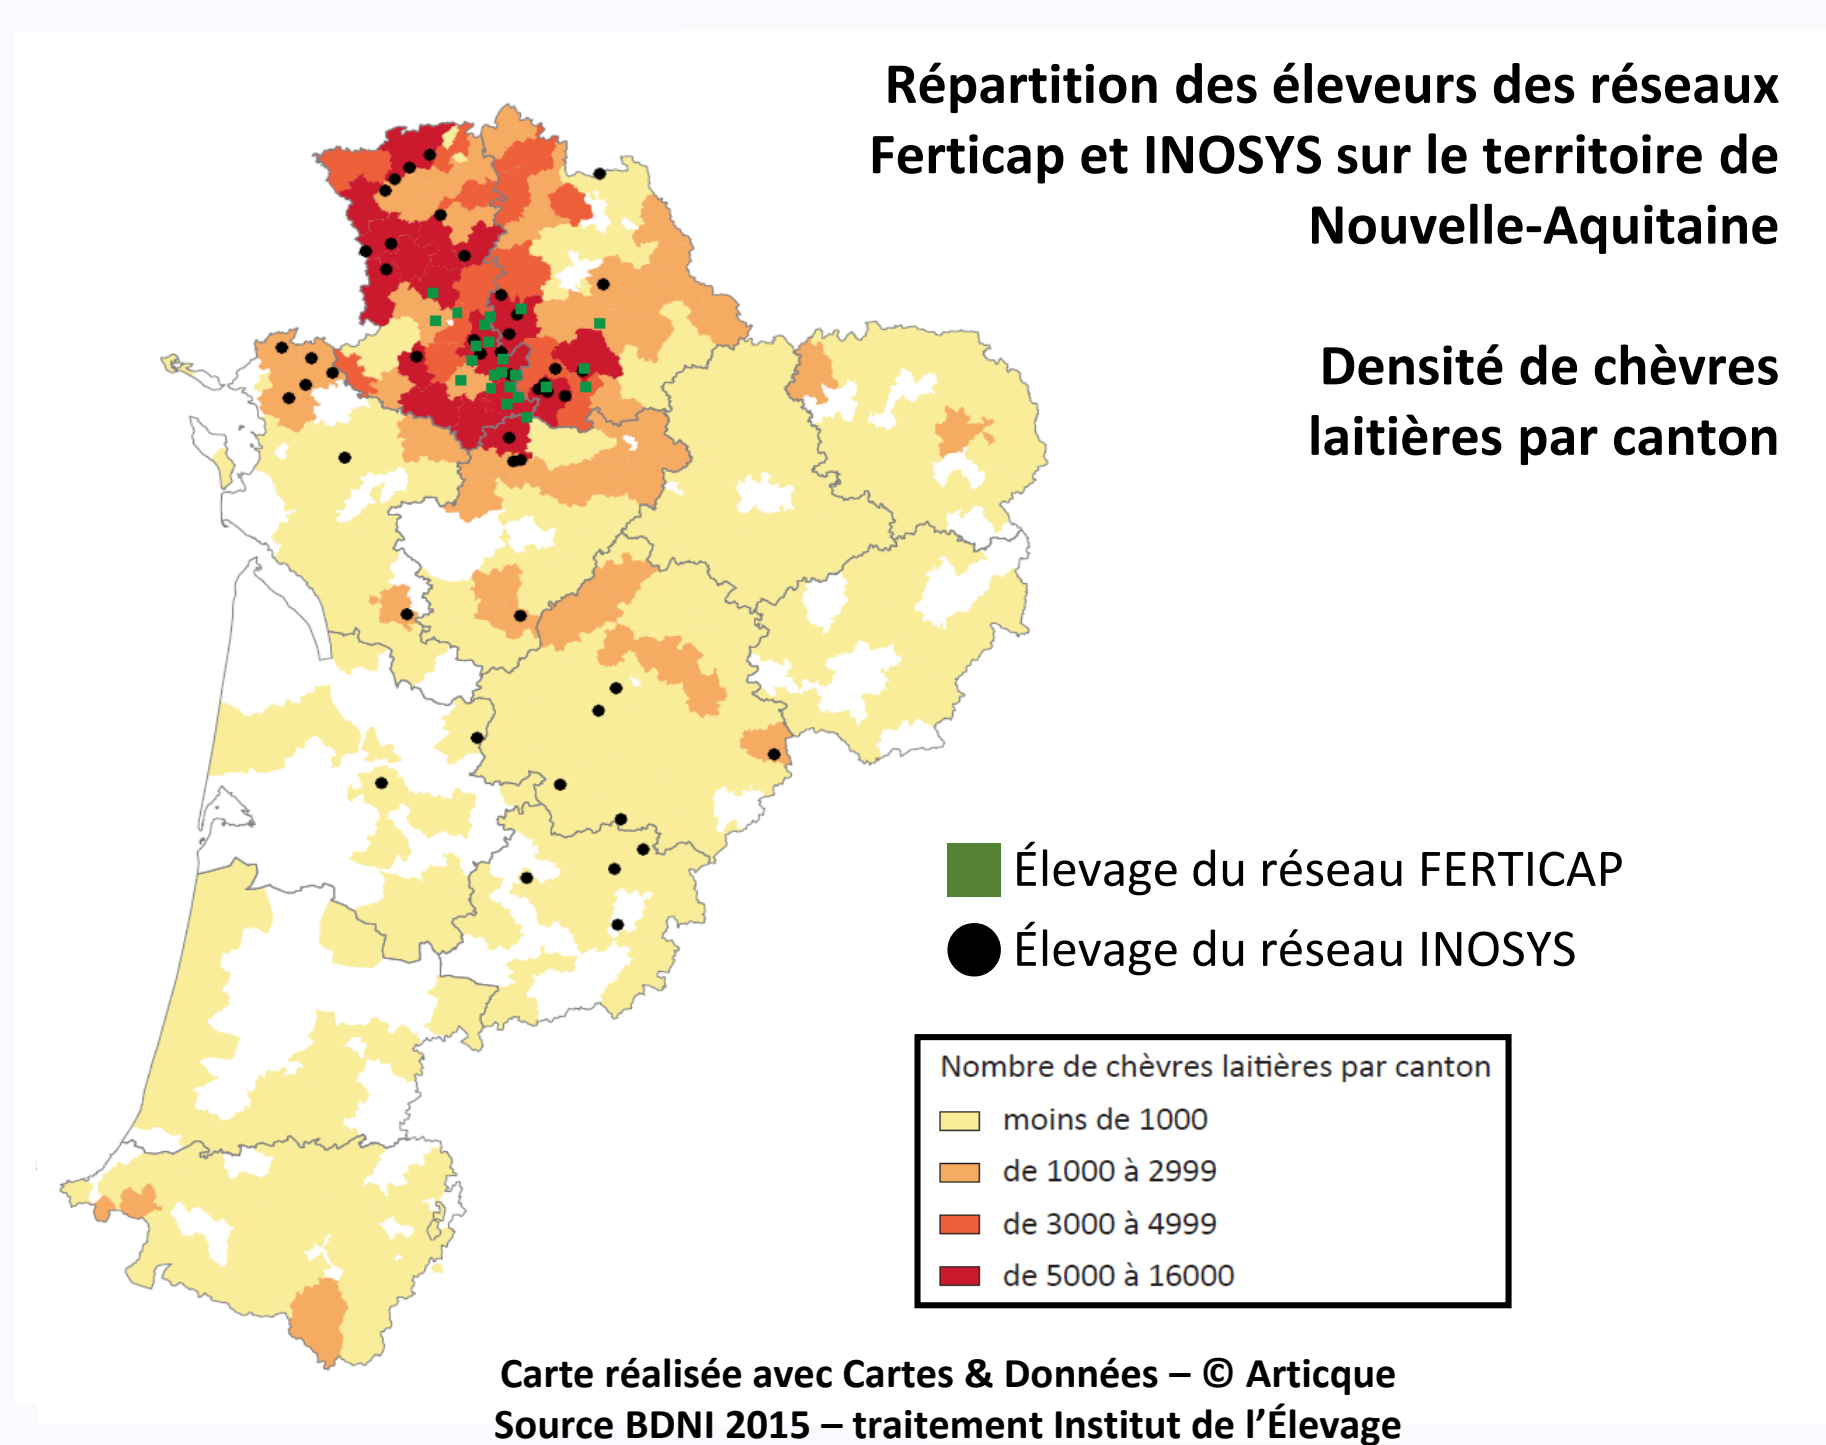 Répartition des éleveurs des réseaux
Ferticap et INOSYS sur le territoire de
Nouvelle-Aquitaine
Densité de chèvres
laitières par canton
Élevage du réseau FERTICAP
Élevage du réseau INOSYS
Nombre de chèvres laitières par canton
moins de 1000
de 1000 à 2999
de 3000 à 4999
de 5000 à 16000
Carte réalisée avec Cartes & Données – © Articque
Source BDNI 2015 – traitement Institut de l’Élevage